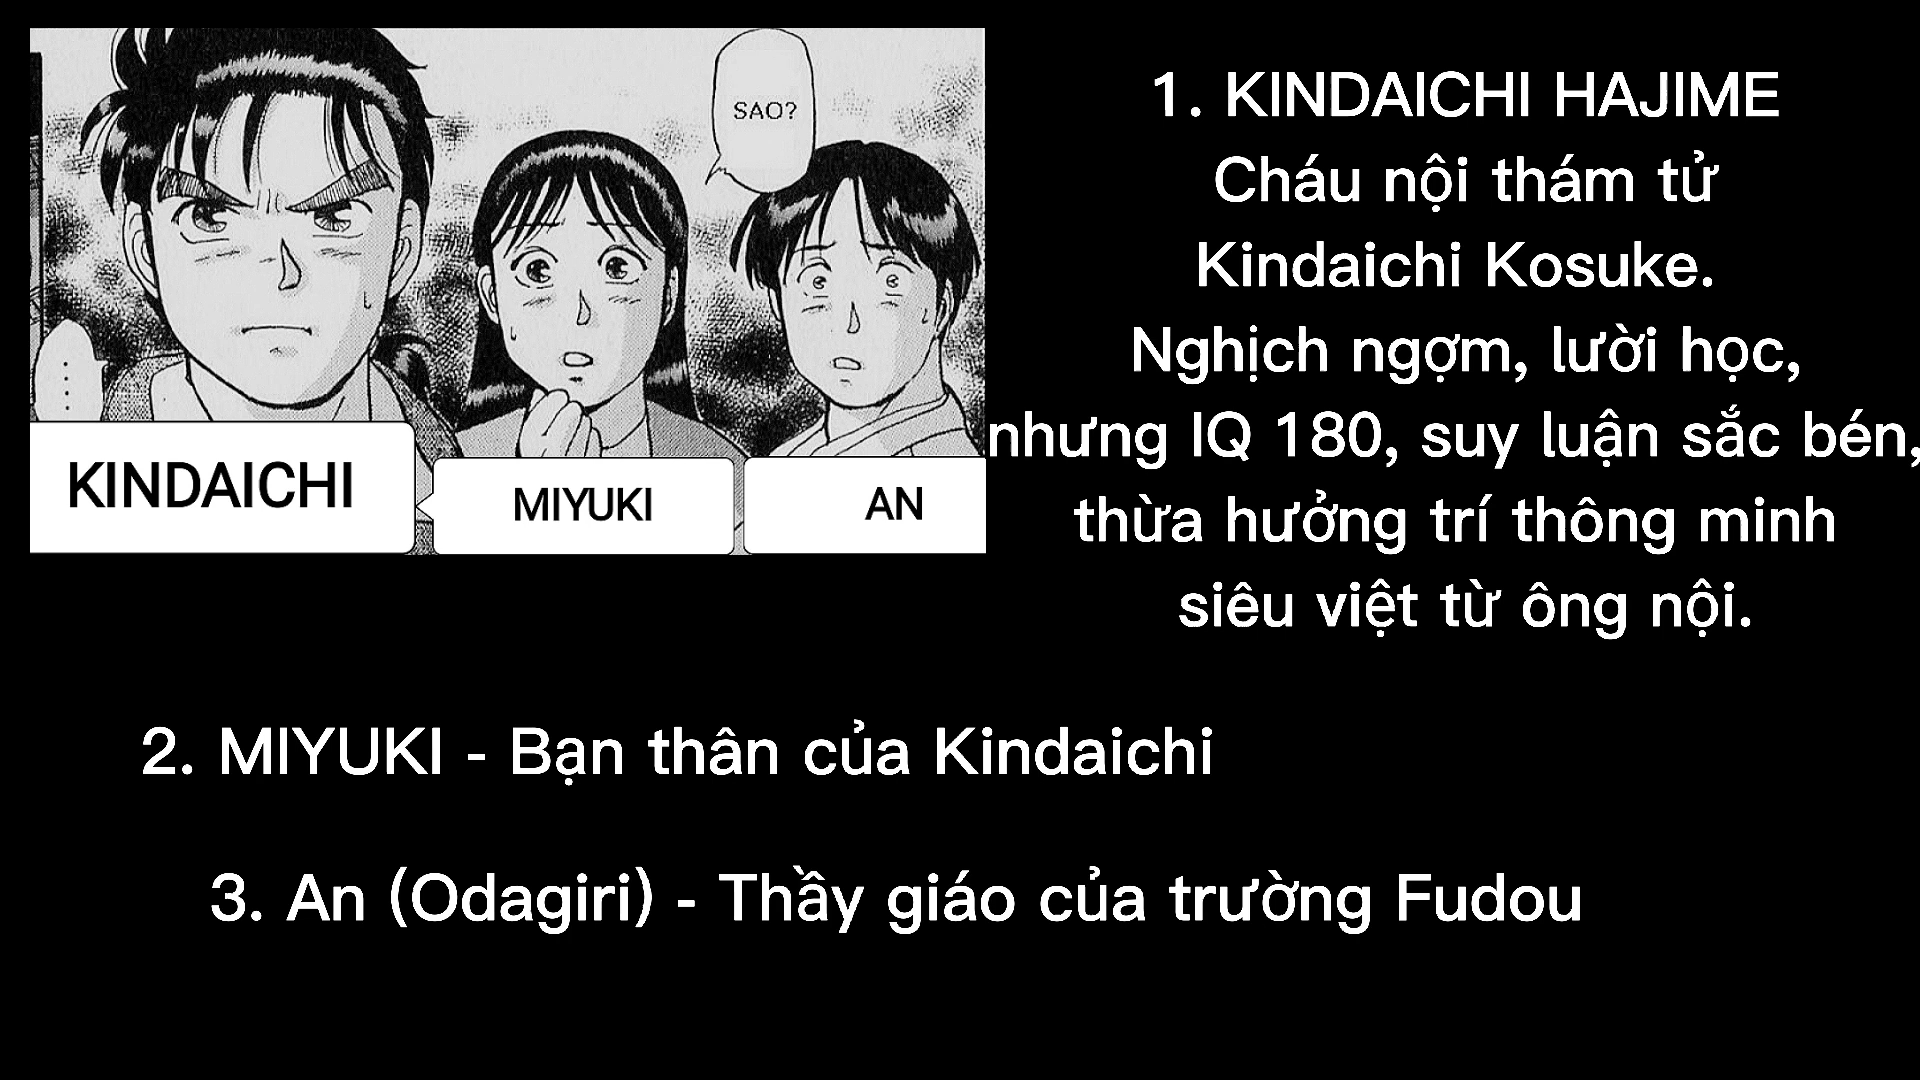 SAO?
KINDAICHI
MIYUKI
AN
1. KINDAICHI HAJIME
Cháu nội thám tử
Kindaichi Kosuke.
Nghịch ngợm, lười học,
nhưng IQ 180, suy luận sắc bén,
thừa hưởng trí thông minh
siêu việt từ ông nội.
2. MIYUKI - Bạn thân của Kindaichi
3. An (Odagiri) - Thầy giáo của trường Fudou